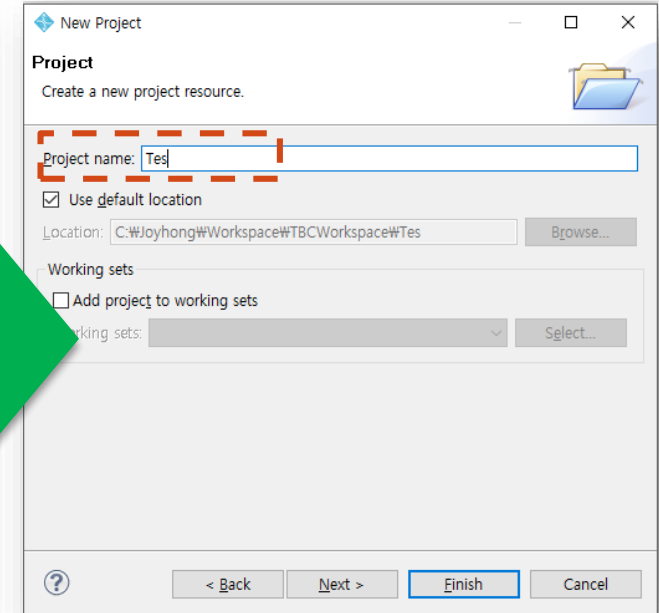 New Project
Project
Create a new project resource.
Project name: Tes
Use default location
Location: C:₩Joyhong₩Workspace₩TBCWorkspace₩Tes Browse...
Working sets
Add project to working sets
sets: Select...
< Back Next > Finish Cancel